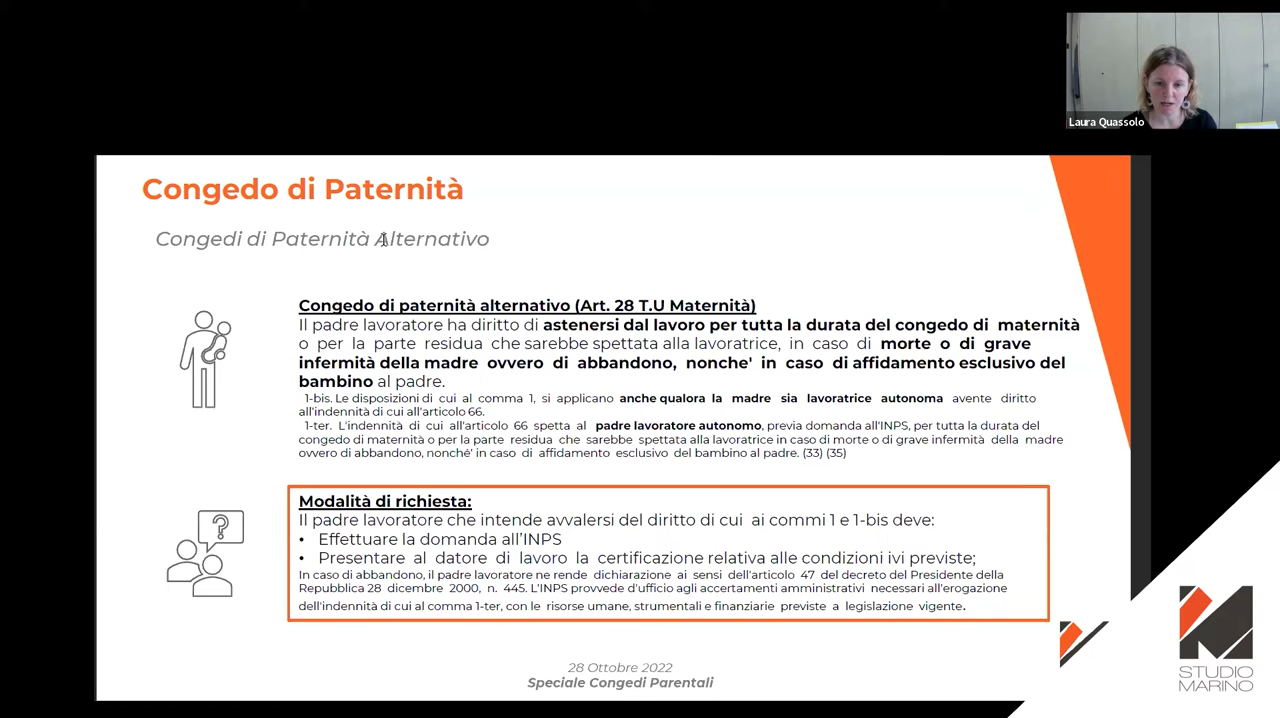 Laura Quassolo
Congedo di Paternità
Congedi di Paternità Alternativo
Congedo di paternità alternativo (Art. 28 T.U Maternità)
Il padre lavoratore ha diritto di astenersi dal lavoro per tutta la durata del congedo di maternità
o per la parte residua che sarebbe spettata alla lavoratrice, in caso di morte o di grave
infermità della madre ovvero di abbandono, nonche' in caso di affidamento esclusivo del
bambino al padre.
1-bis. Le disposizioni di cui al comma 1, si applicano anche qualora la madre sia lavoratrice autonoma avente diritto
all'indennità di cui all'articolo 66.
1-ter. L'indennità di cui all'articolo 66 spetta al padre lavoratore autonomo, previa domanda all'INPS, per tutta la durata del
congedo di maternità o per la parte residua che sarebbe spettata alla lavoratrice in caso di morte o di grave infermità della madre
ovvero di abbandono, nonché' in caso di affidamento esclusivo del bambino al padre. (33) (35)
?
Modalità di richiesta:
Il padre lavoratore che intende avvalersi del diritto di cui ai commi 1 e 1-bis deve:
• Effettuare la domanda all'INPS
• Presentare al datore di lavoro la certificazione relativa alle condizioni ivi previste;
In caso di abbandono, il padre lavoratore ne rende dichiarazione ai sensi dell'articolo 47 del decreto del Presidente della
Repubblica 28 dicembre 2000, n. 445. L'INPS provvede d'ufficio agli accertamenti amministrativi necessari all'erogazione
dell'indennità di cui al comma 1-ter, con le risorse umane, strumentali e finanziarie previste a legislazione vigente.
28 Ottobre 2022
Speciale Congedi Parentali
STUDIO
MARINO